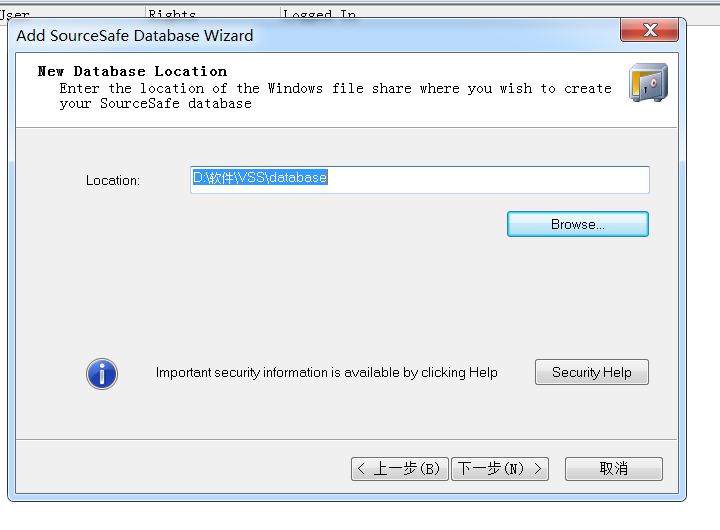 User Rights Logged In
Add SourceSafe Database Wizard
New Database Location
Enter the location of the Windows file share where you wish to create
your SourceSafe database
Location: D:\软件\VSS\database
Browse...
Important security information is available by clicking Help Security Help
< 上一步(B) 下一步(N) > 取消